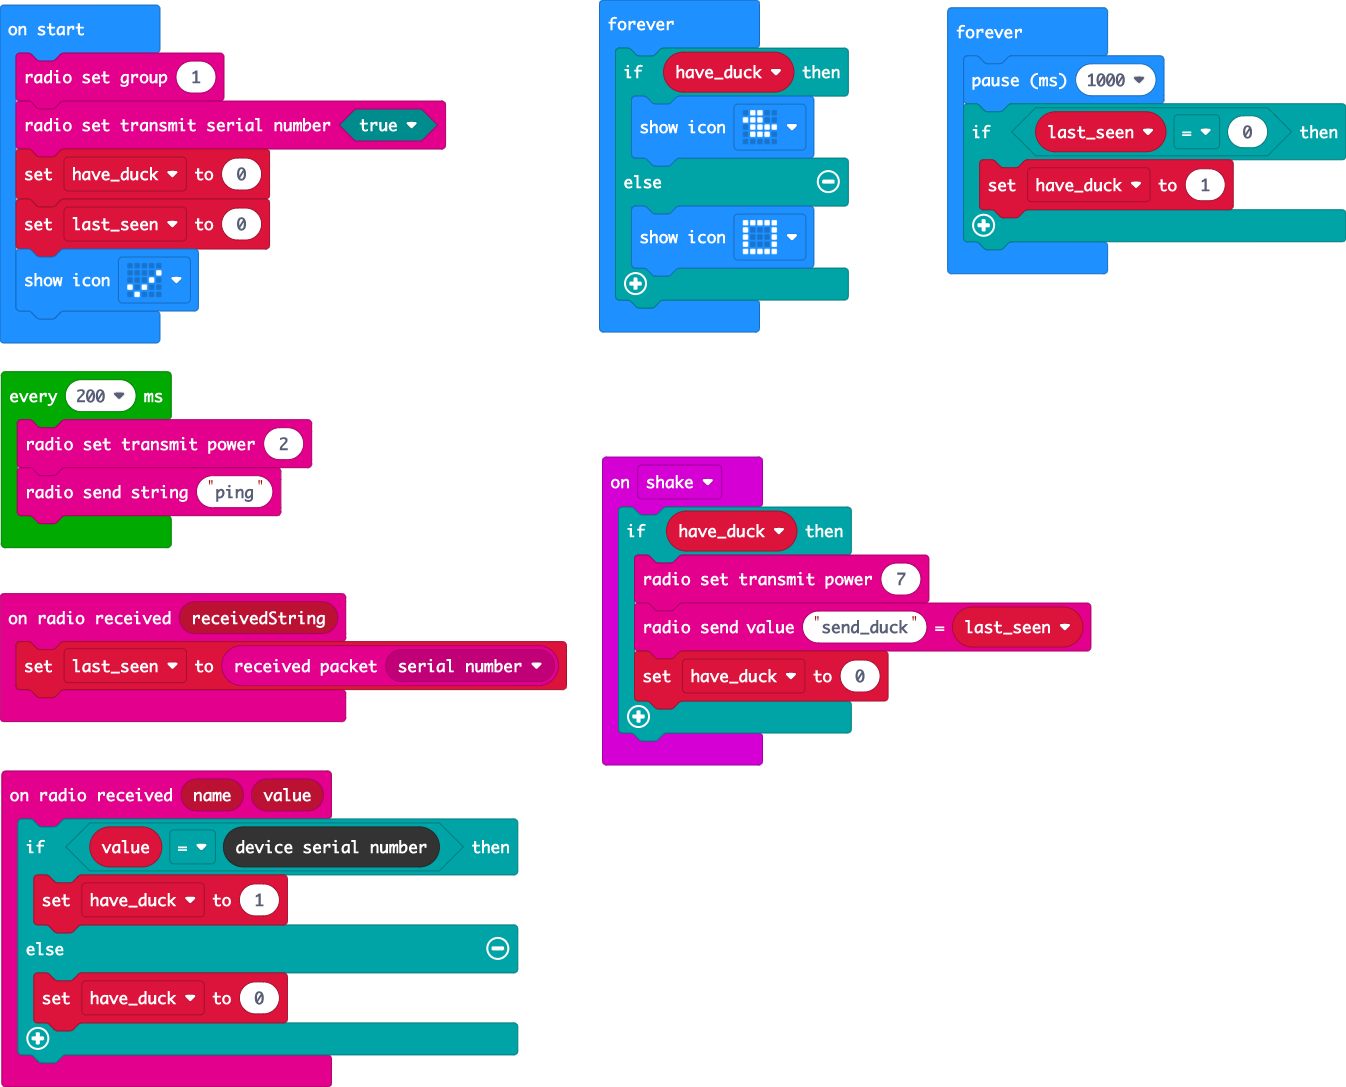 on start
radio set group 1
radio set transmit serial number true
set have_duck to 0
set last_seen to 0
show icon
every 200 ms
radio set transmit power 2
radio send string "ping"
on radio received receivedString
set last_seen to received packet serial number
on radio received name value
if value = device serial number then
set have_duck to 1
else
set have_duck to 0
forever
if have_duck then
show icon
else
show icon
forever
pause (ms) 1000
if last_seen = 0 then
set have_duck to 1
on shake
if have_duck then
radio set transmit power 7
radio send value "send_duck" = last_seen
set have_duck to 0